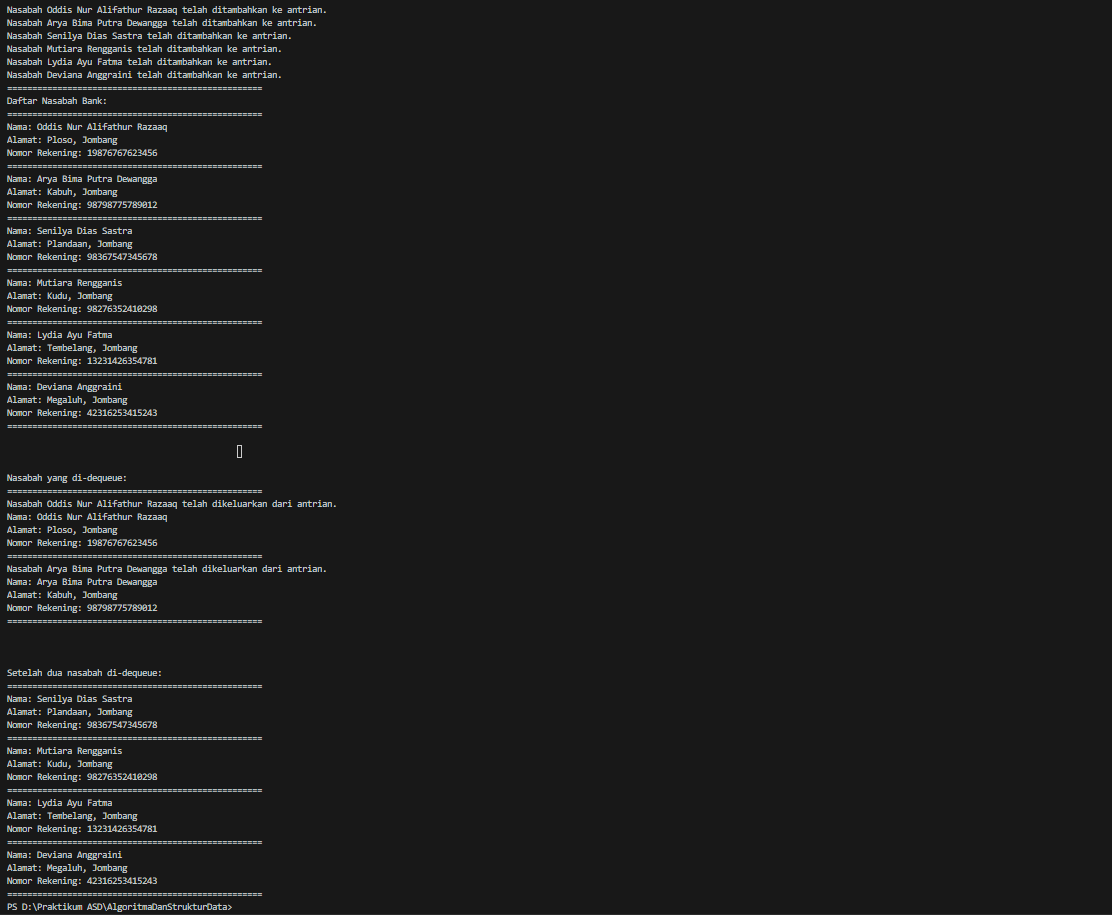 Nasabah Oddis Nur Alifathur Razaaq telah ditambahkan ke antrian.
Nasabah Arya Bima Putra Dewangga telah ditambahkan ke antrian.
Nasabah Senilya Dias Sastra telah ditambahkan ke antrian.
Nasabah Mutiara Rengganis telah ditambahkan ke antrian.
Nasabah Lydia Ayu Fatma telah ditambahkan ke antrian.
Nasabah Deviana Anggraini telah ditambahkan ke antrian.
===================================================
Daftar Nasabah Bank:
===================================================
Nama: Oddis Nur Alifathur Razaaq
Alamat: Ploso, Jombang
Nomor Rekening: 19876767623456
===================================================
Nama: Arya Bima Putra Dewangga
Alamat: Kabuh, Jombang
Nomor Rekening: 98798775789012
===================================================
Nama: Senilya Dias Sastra
Alamat: Plandaan, Jombang
Nomor Rekening: 98367547345678
===================================================
Nama: Mutiara Rengganis
Alamat: Kudu, Jombang
Nomor Rekening: 98276352410298
===================================================
Nama: Lydia Ayu Fatma
Alamat: Tembelang, Jombang
Nomor Rekening: 13231426354781
===================================================
Nama: Deviana Anggraini
Alamat: Megaluh, Jombang
Nomor Rekening: 42316253415243
===================================================
Nasabah yang di-dequeue:
===================================================
Nasabah Oddis Nur Alifathur Razaaq telah dikeluarkan dari antrian.
Nama: Oddis Nur Alifathur Razaaq
Alamat: Ploso, Jombang
Nomor Rekening: 19876767623456
===================================================
Nasabah Arya Bima Putra Dewangga telah dikeluarkan dari antrian.
Nama: Arya Bima Putra Dewangga
Alamat: Kabuh, Jombang
Nomor Rekening: 98798775789012
===================================================
Setelah dua nasabah di-dequeue:
===================================================
Nama: Senilya Dias Sastra
Alamat: Plandaan, Jombang
Nomor Rekening: 98367547345678
===================================================
Nama: Mutiara Rengganis
Alamat: Kudu, Jombang
Nomor Rekening: 98276352410298
===================================================
Nama: Lydia Ayu Fatma
Alamat: Tembelang, Jombang
Nomor Rekening: 13231426354781
===================================================
Nama: Deviana Anggraini
Alamat: Megaluh, Jombang
Nomor Rekening: 42316253415243
===================================================
PS D:\Praktikum ASD\AlgoritmaDanStrukturData>